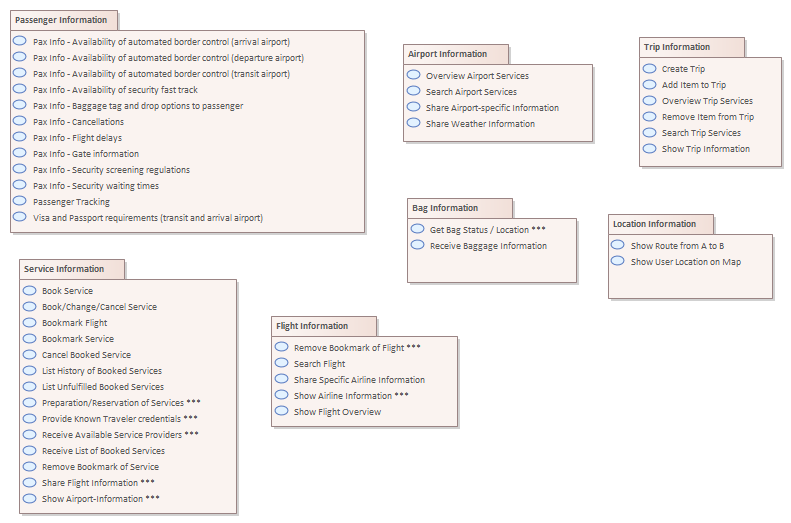 Passenger Information
Pax Info - Availability of automated border control (arrival airport)
Pax Info - Availability of automated border control (departure airport)
Pax Info - Availability of automated border control (transit airport)
Pax Info - Availability of security fast track
Pax Info - Baggage tag and drop options to passenger
Pax Info - Cancellations
Pax Info - Flight delays
Pax Info - Gate information
Pax Info - Security screening regulations
Pax Info - Security waiting times
Passenger Tracking
Visa and Passport requirements (transit and arrival airport)
Airport Information
Overview Airport Services
Search Airport Services
Share Airport-specific Information
Share Weather Information
Trip Information
Create Trip
Add Item to Trip
Overview Trip Services
Remove Item from Trip
Search Trip Services
Show Trip Information
Bag Information
Get Bag Status / Location ***
Receive Baggage Information
Location Information
Show Route from A to B
Show User Location on Map
Service Information
Book Service
Book/Change/Cancel Service
Bookmark Flight
Bookmark Service
Cancel Booked Service
List History of Booked Services
List Unfulfilled Booked Services
Preparation/Reservation of Services ***
Provide Known Traveler credentials ***
Receive Available Service Providers ***
Receive List of Booked Services
Remove Bookmark of Service
Share Flight Information ***
Show Airport-Information ***
Flight Information
Remove Bookmark of Flight ***
Search Flight
Share Specific Airline Information
Show Airline Information ***
Show Flight Overview